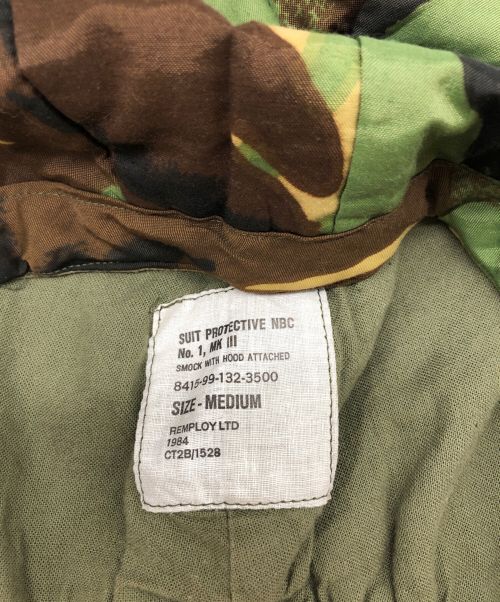 SUIT PROTECTIVE NBC
No. 1, MK III
SMOCK WITH HOOD ATTACHED
8415-99-132-3500
SIZE - MEDIUM
REMPLOY LTD
1984
CT2B/1528